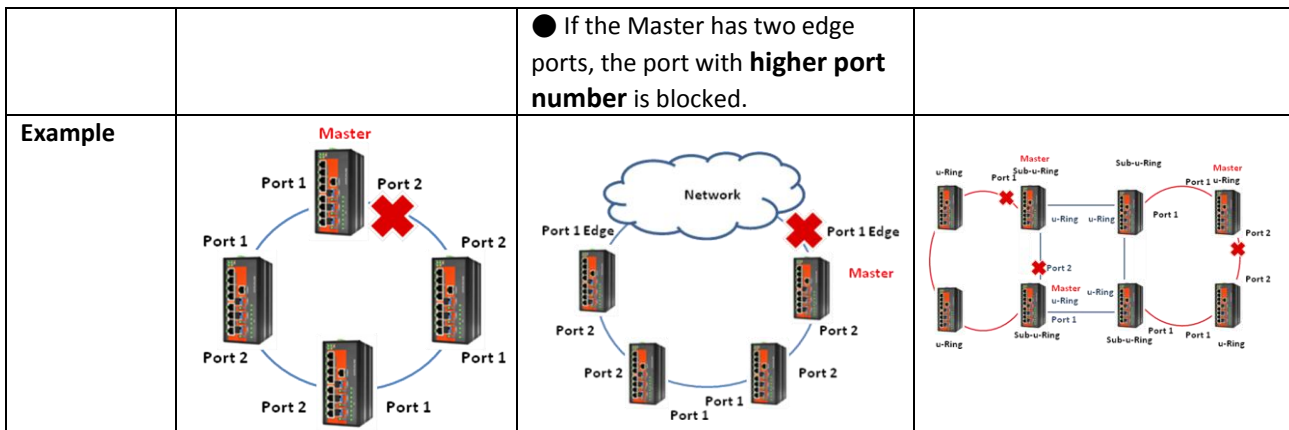 ● If the Master has two edge
ports, the port with higher port
number is blocked.
Example
Master
Port 1
Port 2
Port 1
Port 2
Port 2
Port 1
Port 2
Port 1
Network
Port 1 Edge
Port 1 Edge
Master
Port 2
Port 2
Port 2
Port 2
Port 1
Port 1
u-Ring
Master
Sub-u-Ring
Port 1
Sub-u-Ring
Master
Port 1
u-Ring
u-Ring
u-Ring
Port 1
Port 2
Port 2
Master
u-Ring
u-Ring
Port 2
Port 1
u-Ring
Sub-u-Ring
Sub-u-Ring
Port 1
Port 1
u-Ring